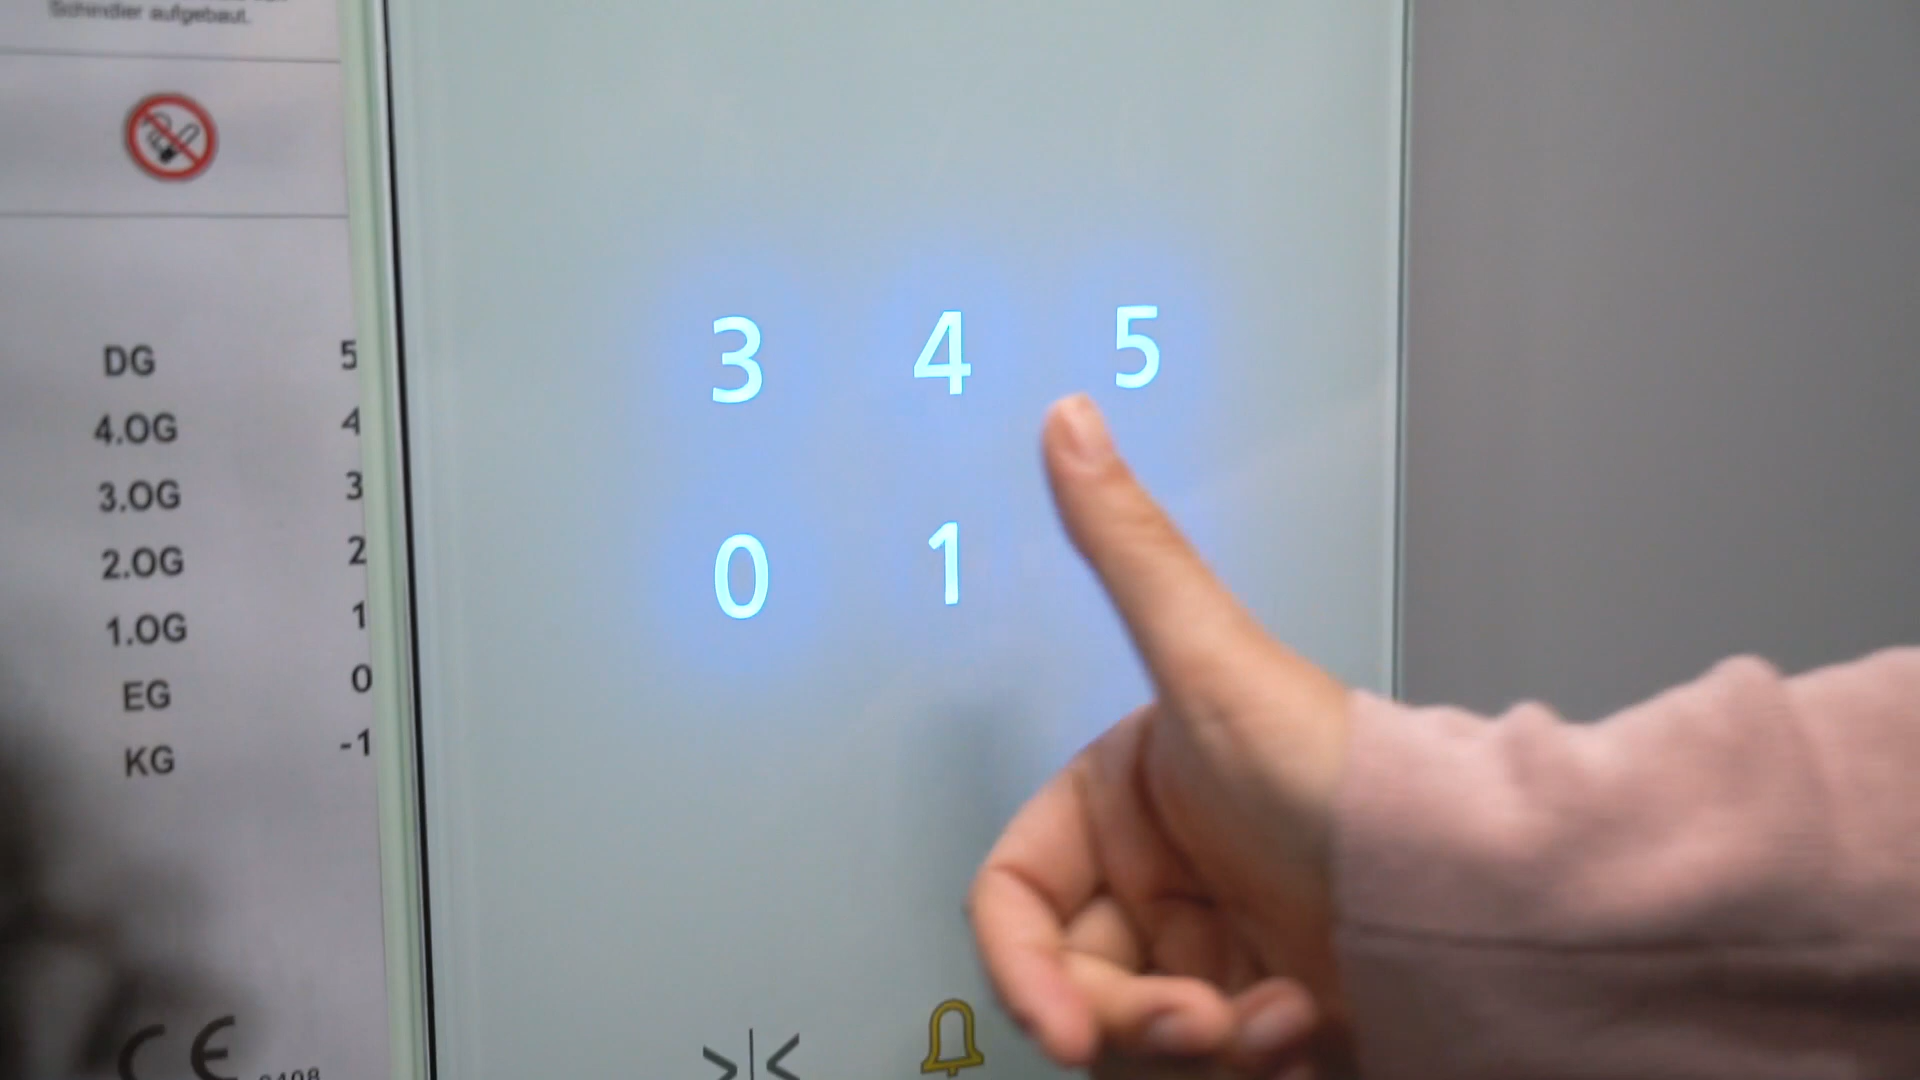 Schindler aufgebaut.
DG 5
4.OG 4
3.OG 3
2.OG 2
1.OG 1
EG 0
KG -1
CE
3 4 5
0 1
>|<